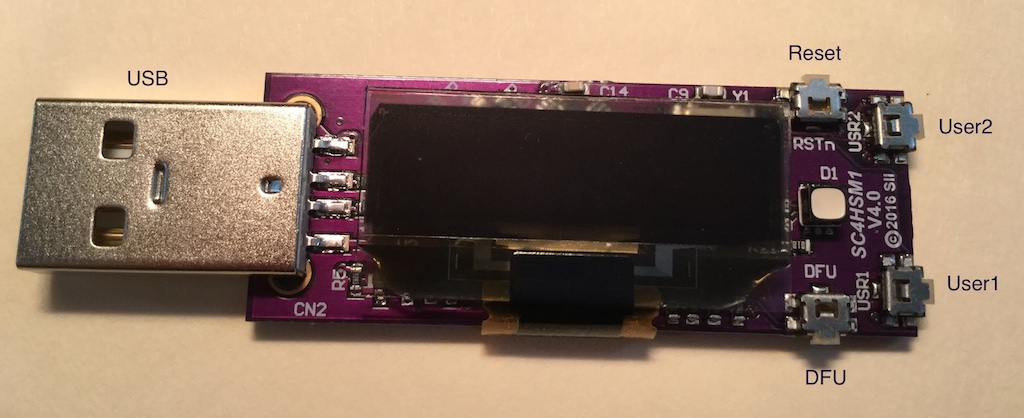 Reset
USB
C14
C9
Y1
User2
RSTn
USR2
D1
SC4HSM1
V4.0
©2016 SII
DFU
USR1
User1
R5
CN2
DFU